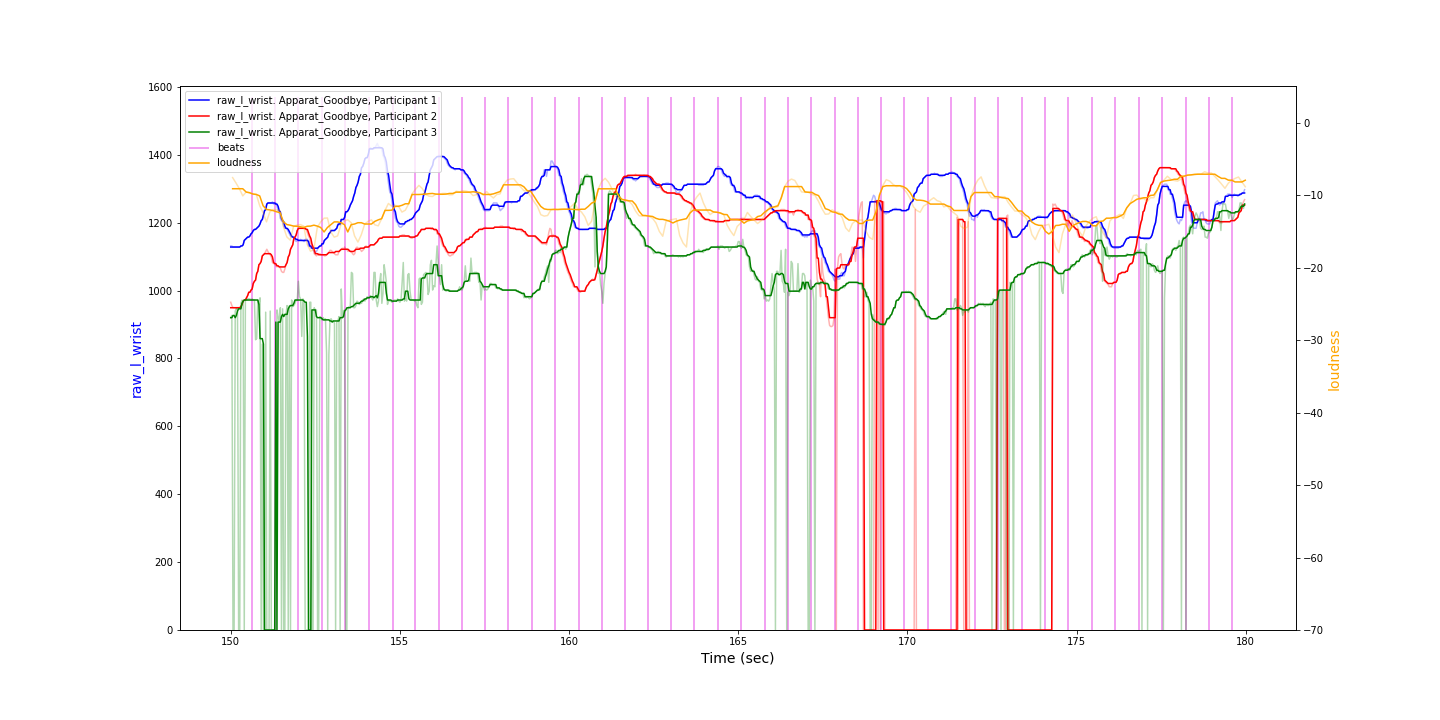 1600
1400
1200
1000
800
600
400
200
0
raw_l_wrist
raw_l_wrist. Apparat_Goodbye, Participant 1
raw_l_wrist. Apparat_Goodbye, Participant 2
raw_l_wrist. Apparat_Goodbye, Participant 3
beats
loudness
0
−10
−20
−30
−40
−50
−60
−70
loudness
150 155 160 165 170 175 180
Time (sec)